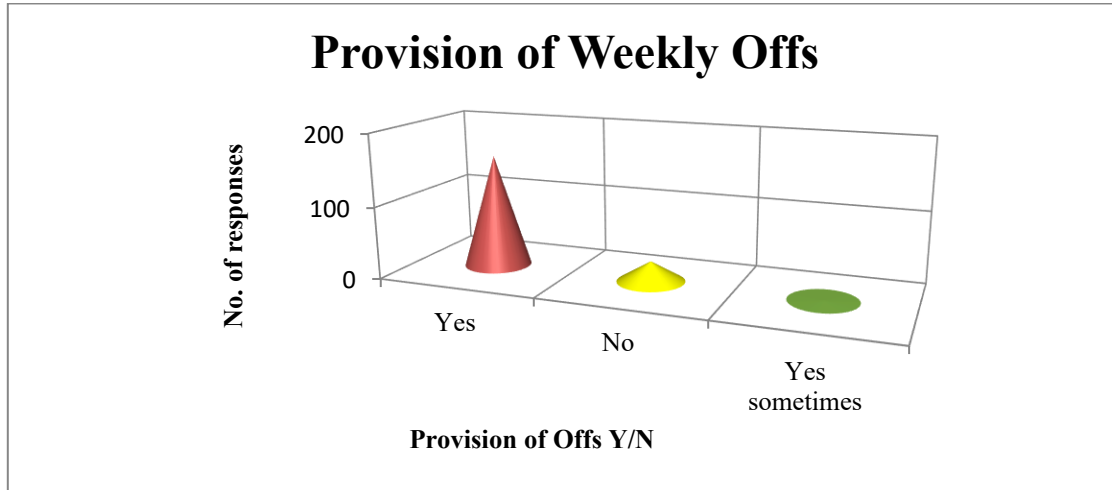 Provision of Weekly Offs
No. of responses
200
100
0
Yes
No
Yes
sometimes
Provision of Offs Y/N